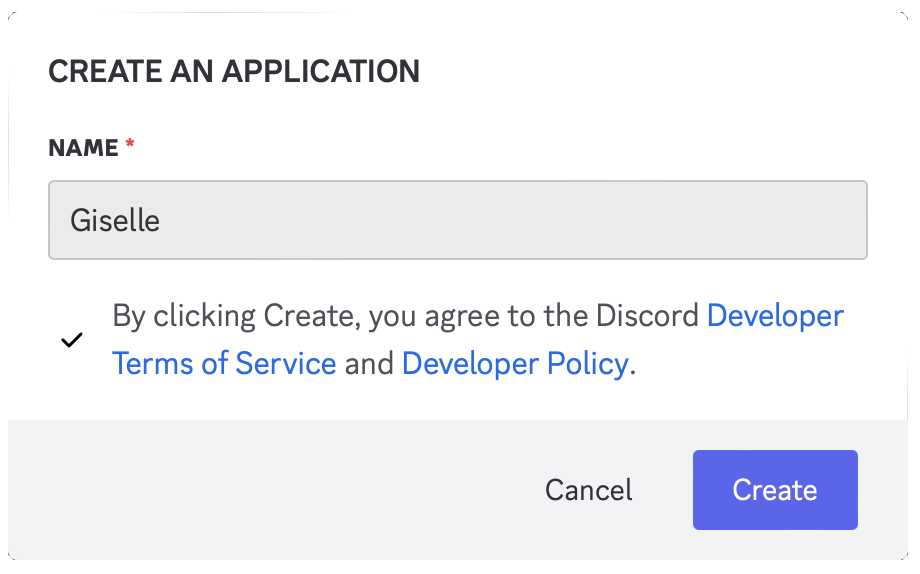 CREATE AN APPLICATION
NAME *
Giselle
By clicking Create, you agree to the Discord Developer
Terms of Service and Developer Policy.
Cancel
Create